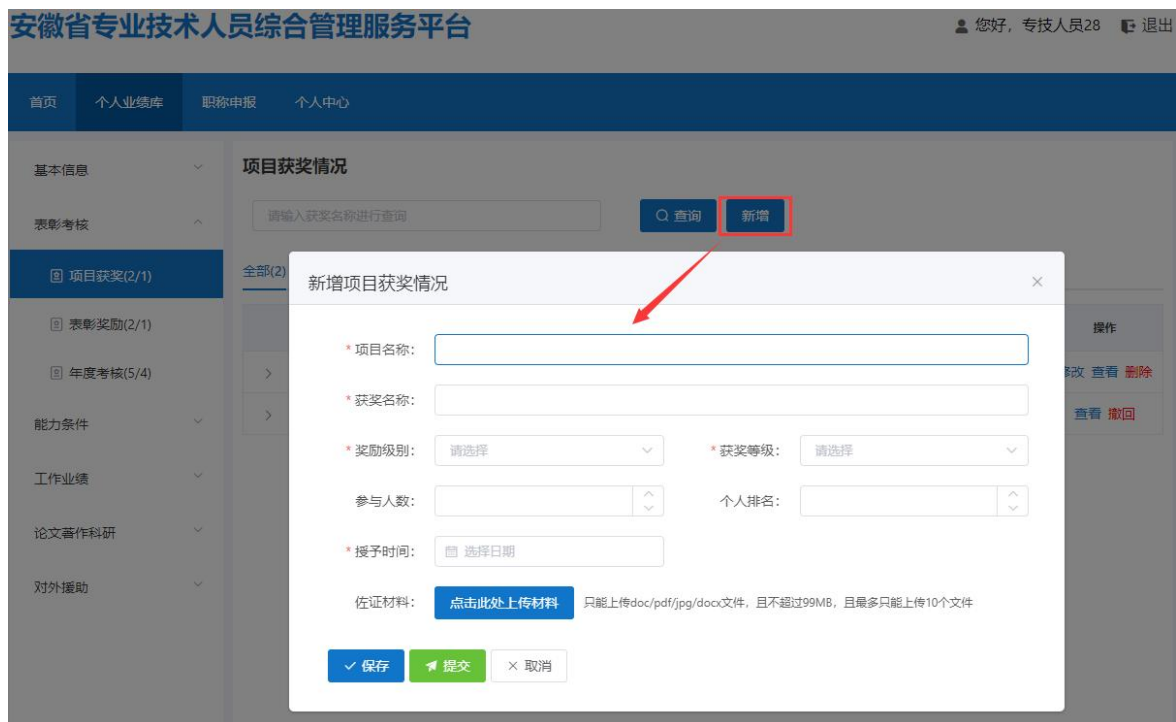 安徽省专业技术人员综合管理服务平台
您好，专技人员28 退出
首页 个人业绩库 职称申报 个人中心
基本信息
表彰考核
项目获奖(2/1)
表彰奖励(2/1)
年度考核(5/4)
能力条件
工作业绩
论文著作科研
对外援助
项目获奖情况
请输入获奖名称进行查询 查询 新增
全部(2)
操作
修改 查看 删除
查看 撤回
新增项目获奖情况
* 项目名称：
* 获奖名称：
* 奖励级别： 请选择 * 获奖等级： 请选择
参与人数： 个人排名：
* 授予时间： 选择日期
佐证材料： 点击此处上传材料 只能上传doc/pdf/jpg/docx文件，且不超过99MB，且最多只能上传10个文件
保存 提交 取消